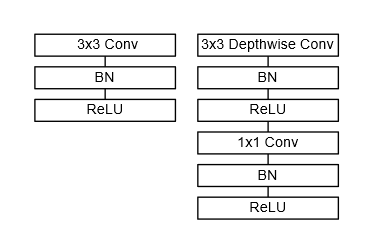 3x3 Conv
BN
ReLU
3x3 Depthwise Conv
BN
ReLU
1x1 Conv
BN
ReLU